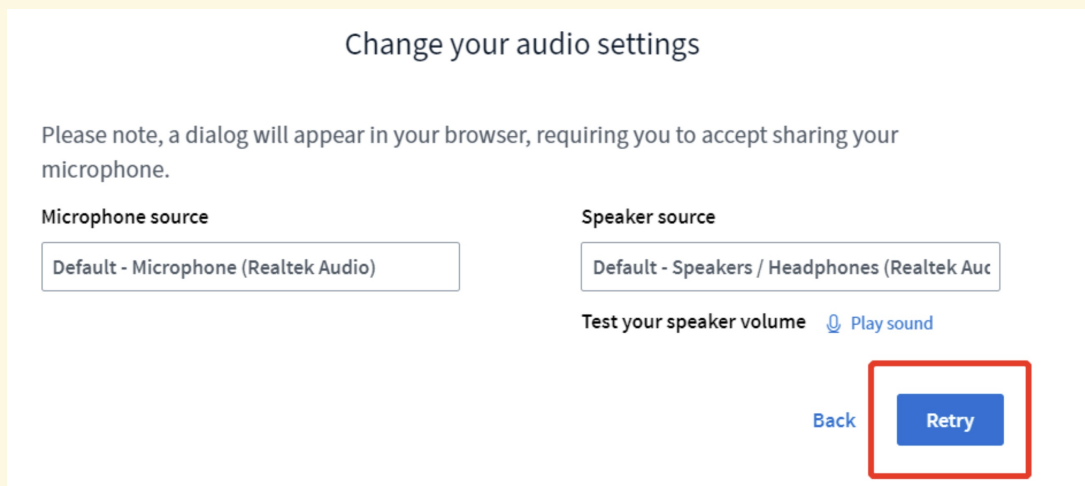 Change your audio settings
Please note, a dialog will appear in your browser, requiring you to accept sharing your
microphone.
Microphone source
Speaker source
Default - Microphone (Realtek Audio)
Default - Speakers / Headphones (Realtek Aud
Test your speaker volume
Play sound
Back
Retry